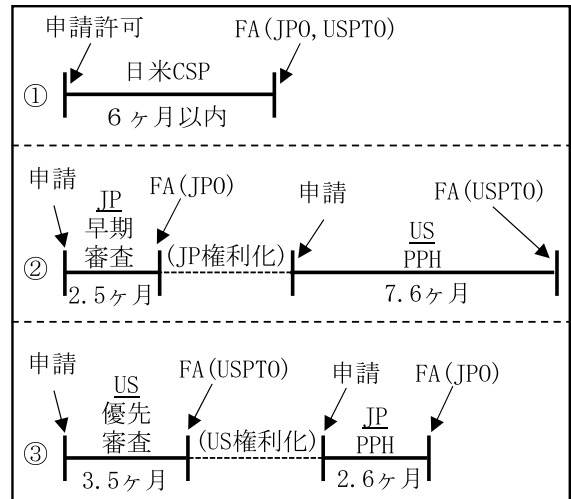 申請許可
FA(JPO,USPTO)
日米CSP
①
6ヶ月以内
申請
JP
早期
審査
FA(JPO)
申請
FA(USPTO)
②
(JP権利化)
US
PPH
2.5ヶ月
7.6ヶ月
申請
US
優先
審査
FA(USPTO)
申請
FA(JPO)
③
(US権利化)
JP
PPH
3.5ヶ月
2.6ヶ月